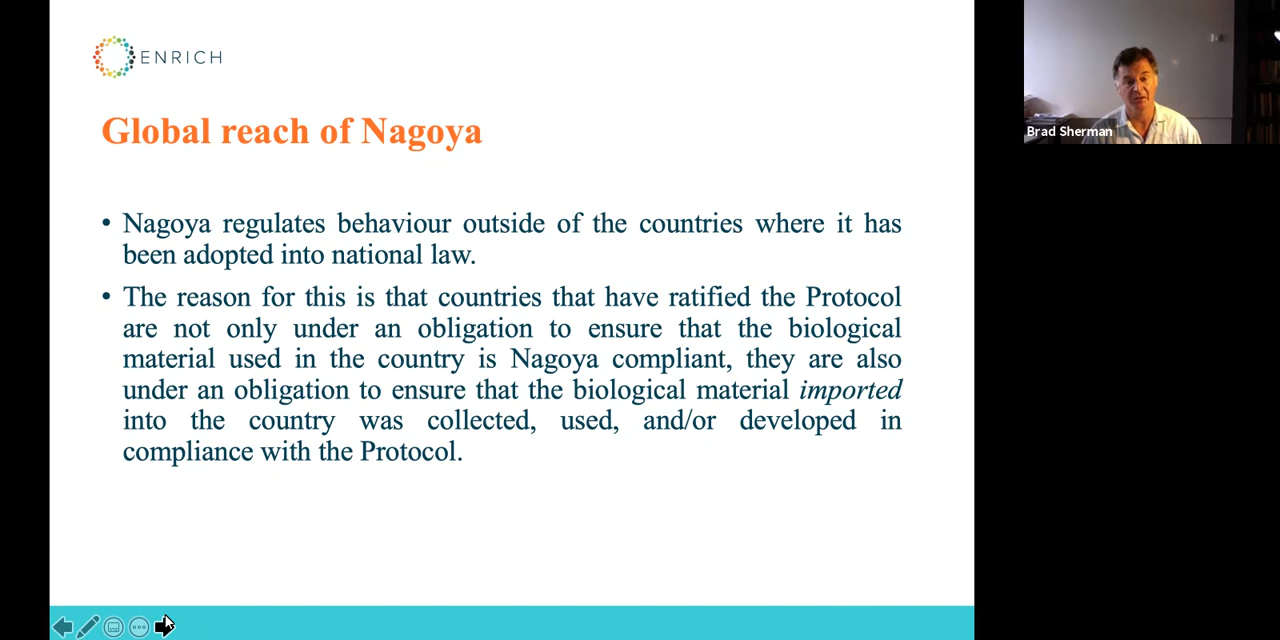 ENRICH
Global reach of Nagoya
• Nagoya regulates behaviour outside of the countries where it has
been adopted into national law.
• The reason for this is that countries that have ratified the Protocol
are not only under an obligation to ensure that the biological
material used in the country is Nagoya compliant, they are also
under an obligation to ensure that the biological material imported
into the country was collected, used, and/or developed in
compliance with the Protocol.
Brad Sherman